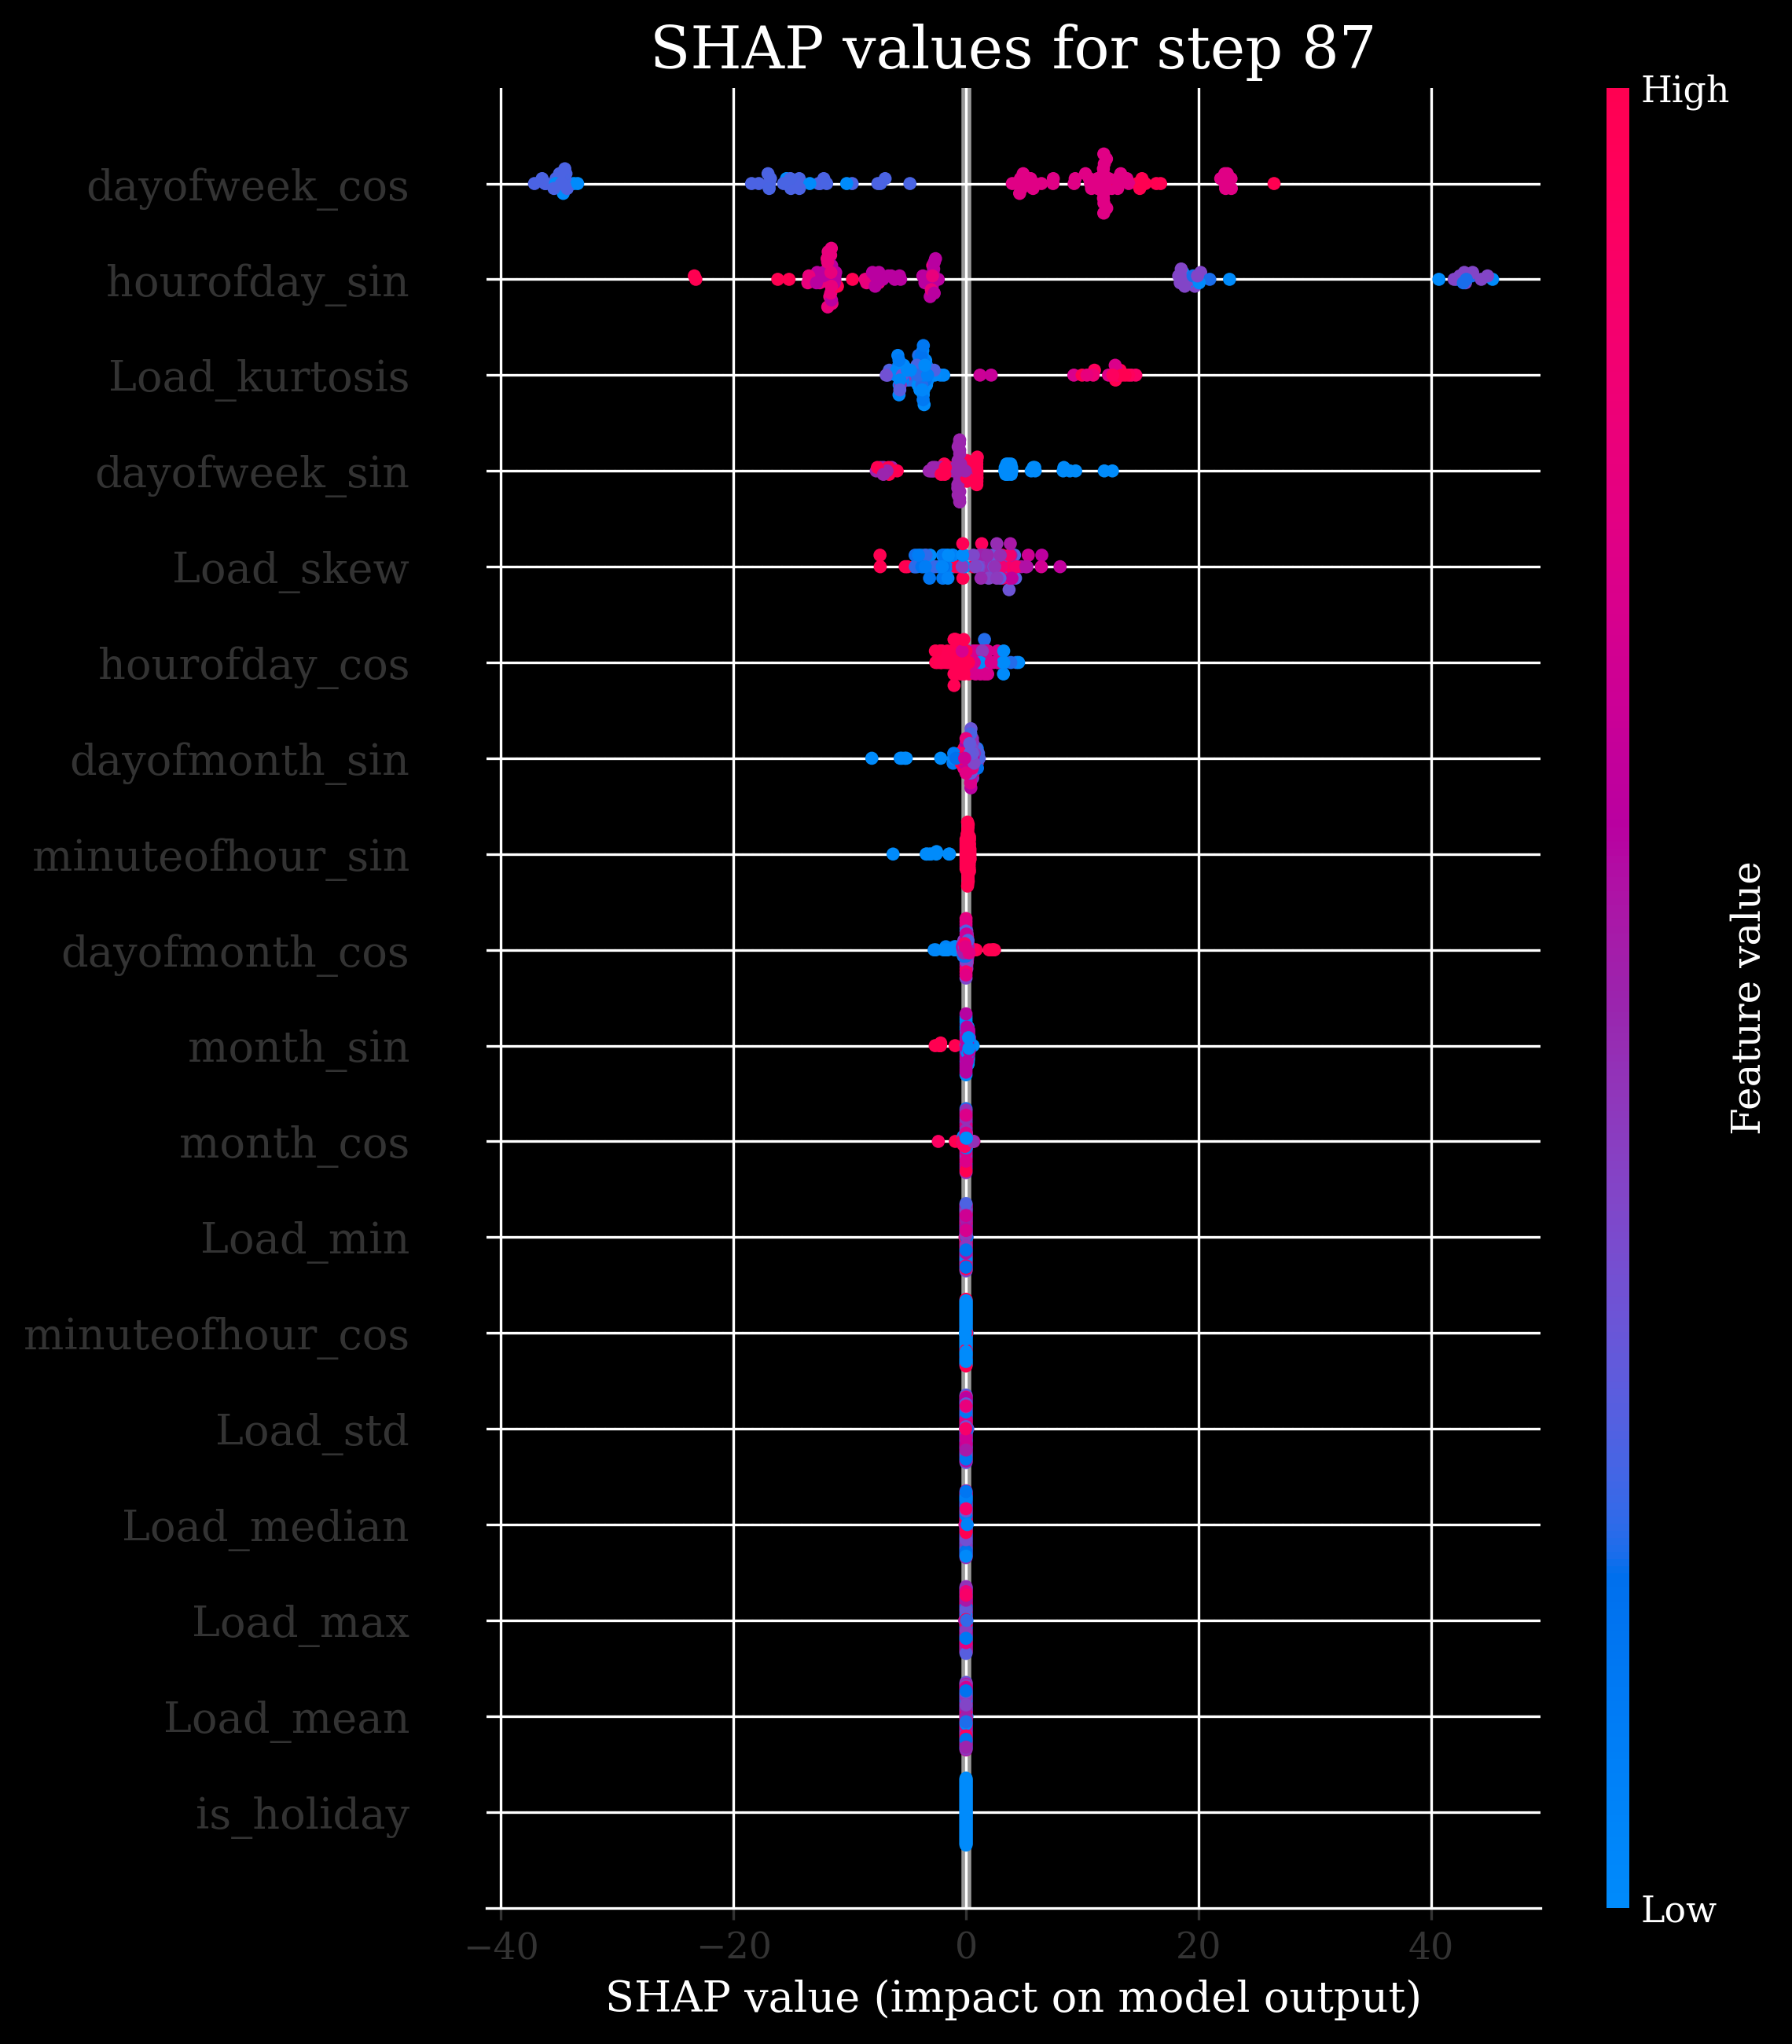 SHAP values for step 87
High
dayofweek_cos
hourofday_sin
Load_kurtosis
dayofweek_sin
Load_skew
hourofday_cos
dayofmonth_sin
minuteofhour_sin
dayofmonth_cos
month_sin
month_cos
Load_min
minuteofhour_cos
Load_std
Load_median
Load_max
Load_mean
is_holiday
Feature value
Low
−40 −20 0 20 40
SHAP value (impact on model output)